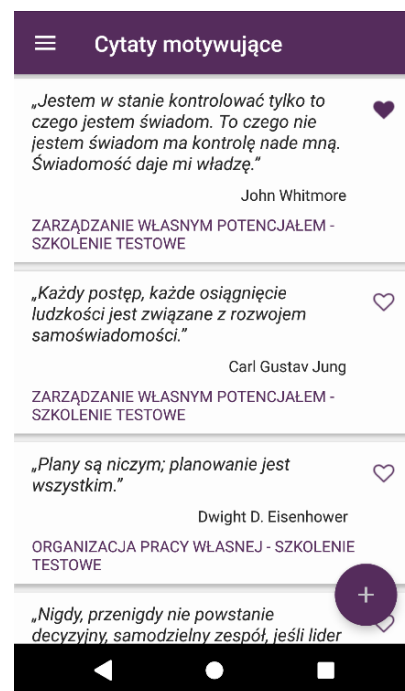 Cytaty motywujące
„Jestem w stanie kontrolować tylko to
czego jestem świadom. To czego nie
jestem świadom ma kontrolę nade mną.
Świadomość daje mi władzę.”
John Whitmore
ZARZĄDZANIE WŁASNYM POTENCJAŁEM -
SZKOLENIE TESTOWE
„Każdy postęp, każde osiągnięcie
ludzkości jest związane z rozwojem
samoświadomości.”
Carl Gustav Jung
ZARZĄDZANIE WŁASNYM POTENCJAŁEM -
SZKOLENIE TESTOWE
„Plany są niczym; planowanie jest
wszystkim.”
Dwight D. Eisenhower
ORGANIZACJA PRACY WŁASNEJ - SZKOLENIE
TESTOWE
„Nigdy, przenigdy nie powstanie
decyzyjny, samodzielny zespół, jeśli lider